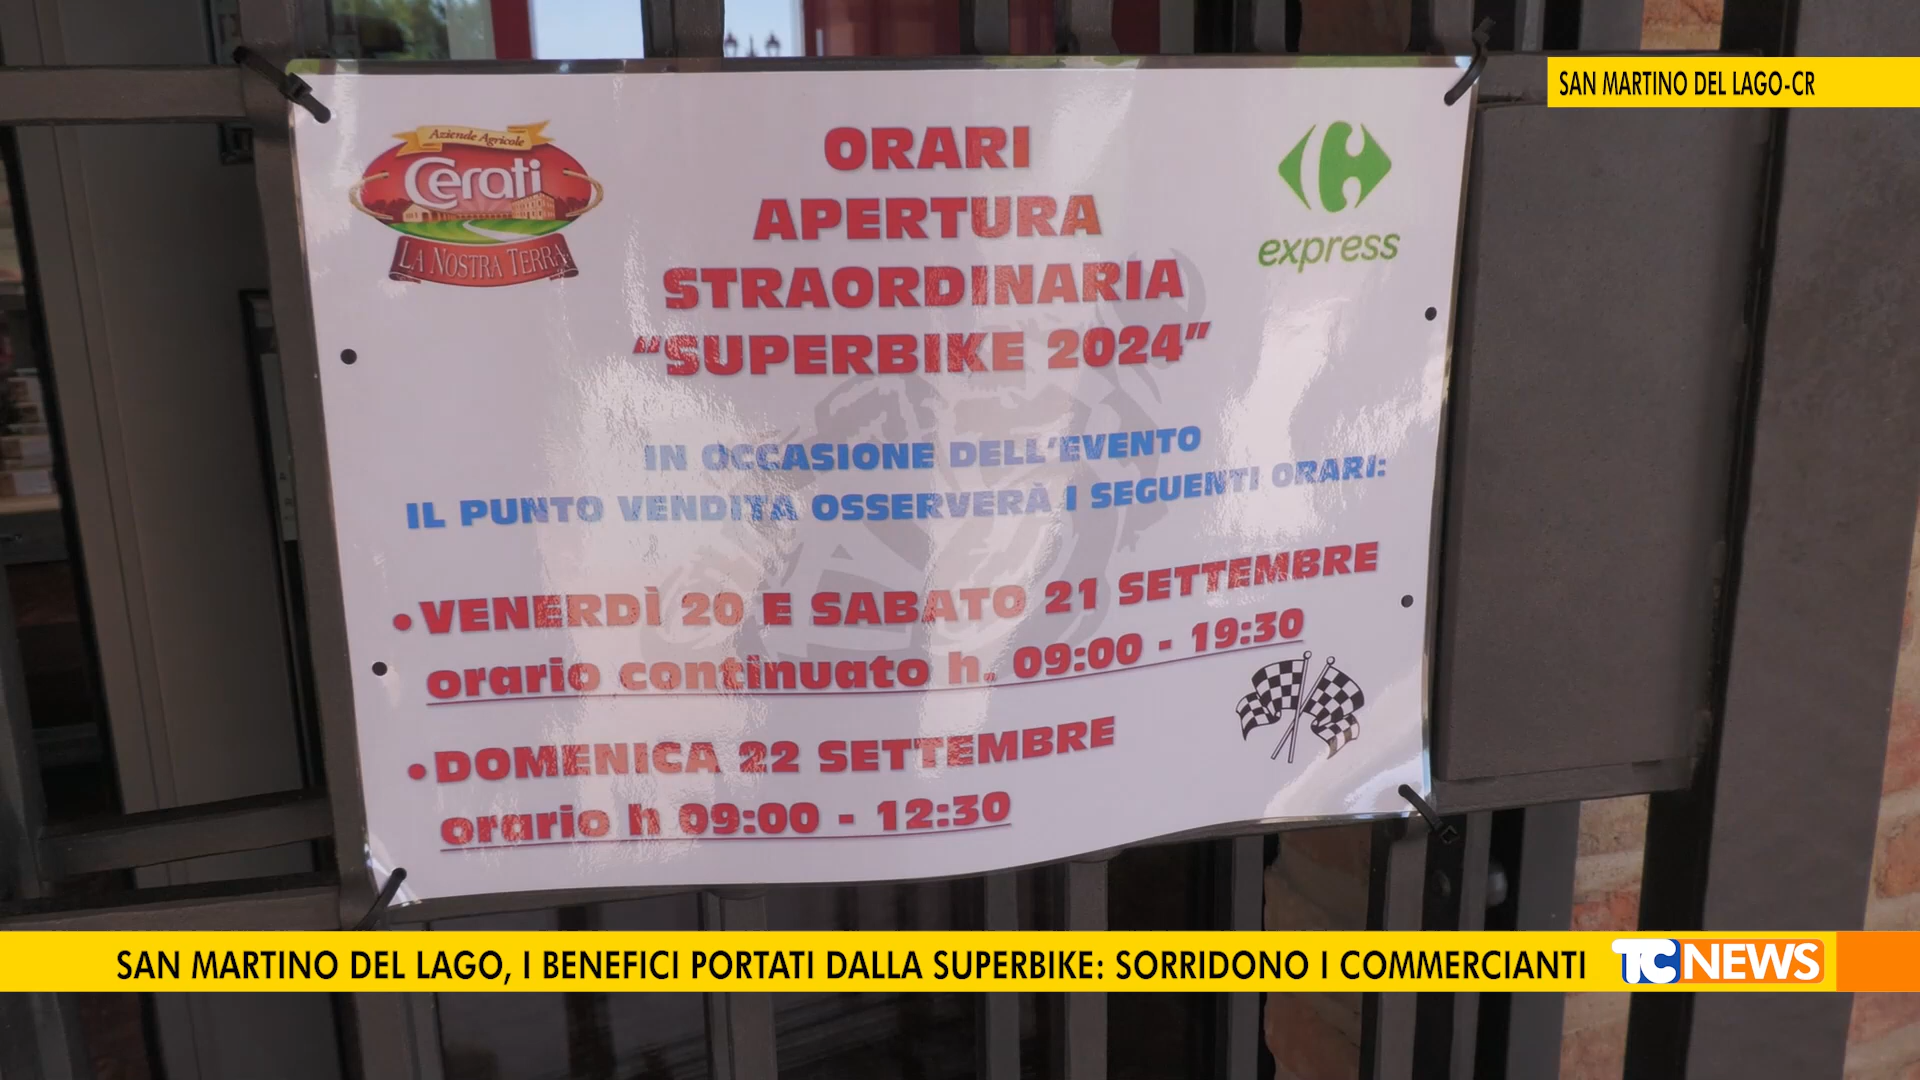 SAN MARTINO DEL LAGO-CR
Aziende Agricole
Cerati
LA NOSTRA TERRA
express
ORARI
APERTURA
STRAORDINARIA
“SUPERBIKE 2024”
IN OCCASIONE DELL’EVENTO
IL PUNTO VENDITA OSSERVERÀ I SEGUENTI ORARI:
•VENERDÌ 20 E SABATO 21 SETTEMBRE
orario continuato h. 09:00 - 19:30
•DOMENICA 22 SETTEMBRE
orario h 09:00 - 12:30
SAN MARTINO DEL LAGO, I BENEFICI PORTATI DALLA SUPERBIKE: SORRIDONO I COMMERCIANTI
TC NEWS